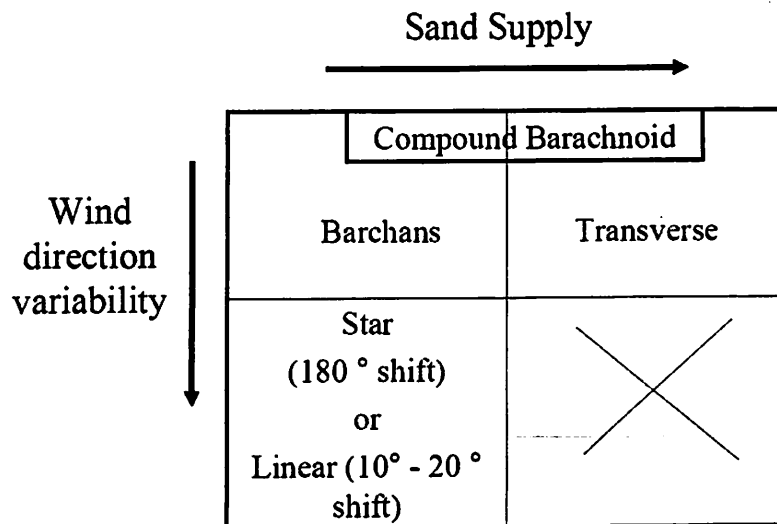 Sand Supply
Compound Barachnoid
Wind
direction
variability
Barchans
Transverse
Star
(180 ° shift)
or
Linear (10° - 20 °
shift)